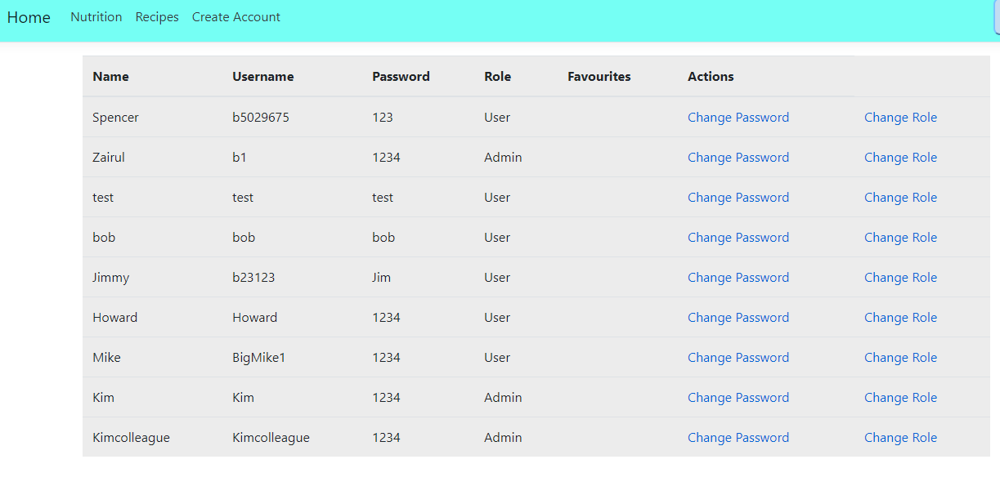 Home Nutrition Recipes Create Account
Name Username Password Role Favourites Actions
Spencer b5029675 123 User Change Password Change Role
Zairul b1 1234 Admin Change Password Change Role
test test test User Change Password Change Role
bob bob bob User Change Password Change Role
Jimmy b23123 Jim User Change Password Change Role
Howard Howard 1234 User Change Password Change Role
Mike BigMike1 1234 User Change Password Change Role
Kim Kim 1234 Admin Change Password Change Role
Kimcolleague Kimcolleague 1234 Admin Change Password Change Role